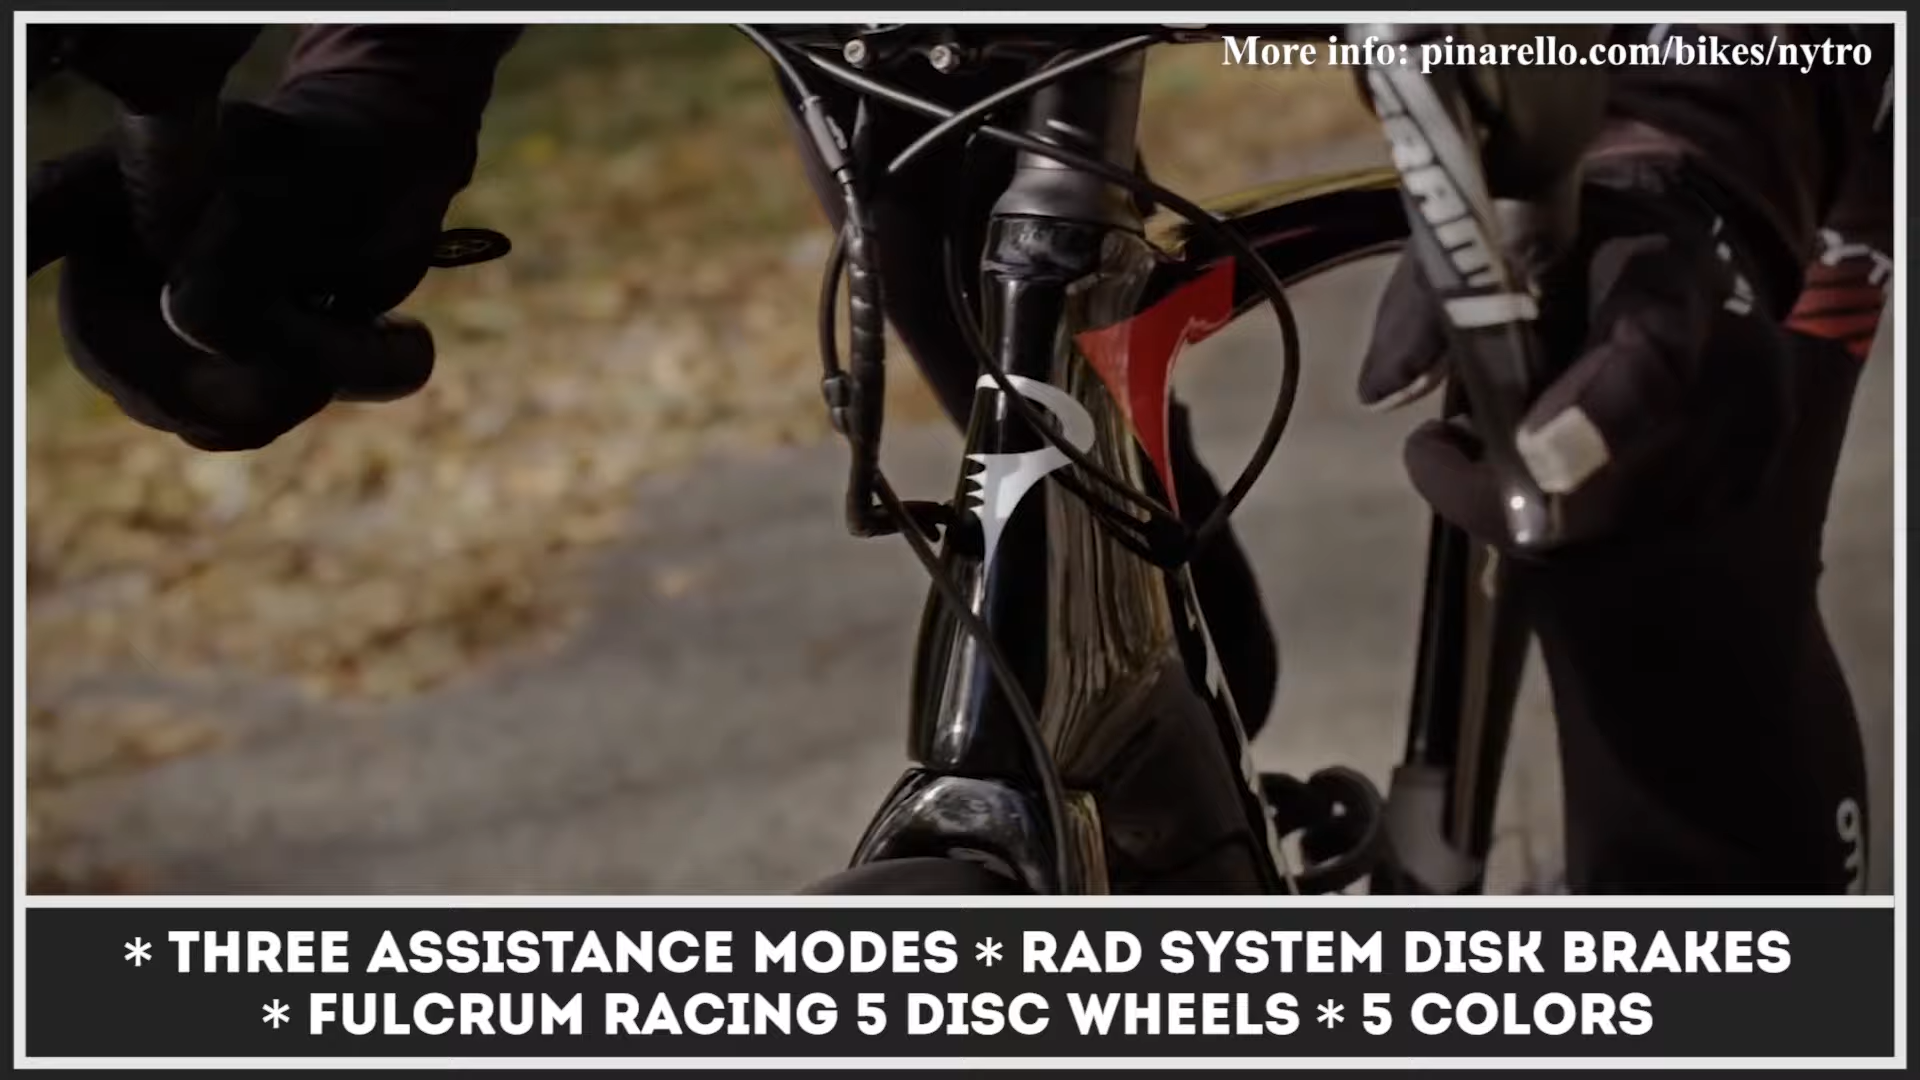 More info: pinarello.com/bikes/nytro
SRAM
* THREE ASSISTANCE MODES * RAD SYSTEM DISK BRAKES
* FULCRUM RACING 5 DISC WHEELS * 5 COLORS